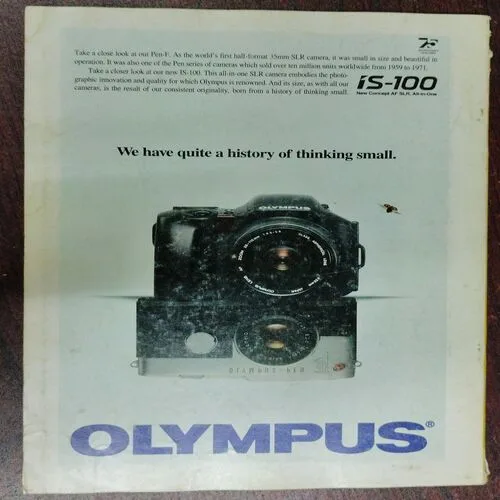 75
Take a close look at our Pen-F. As the world's first half-format 35mm SLR camera, it was small in size and beautiful in
operation. It was also one of the Pen series of cameras which sold over ten million units worldwide from 1959 to 1971.
Take a closer look at our new IS-100. This all-in-one SLR camera embodies the photo-
graphic innovation and quality for which Olympus is renowned. And its size, as with all our
cameras, is the result of our consistent originality, born from a history of thinking small.
iS-100
New Concept AF SLR, All-in-One
We have quite a history of thinking small.
OLYMPUS
OLYMPUS-PEN
OLYMPUS®